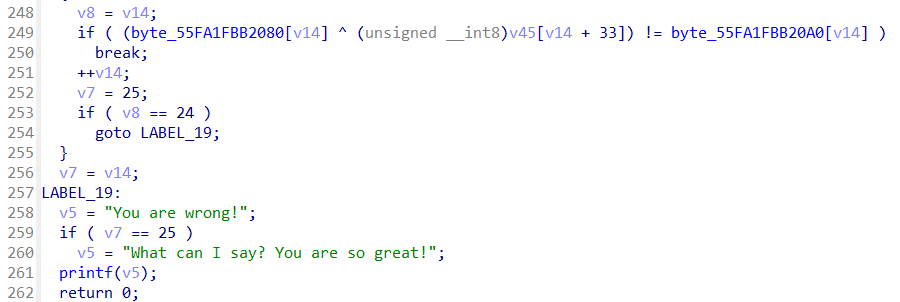 248 v8 = v14;
249 if ( (byte_55FA1FBB2080[v14] ^ (unsigned __int8)v45[v14 + 33]) != byte_55FA1FBB20A0[v14] )
250 break;
251 ++v14;
252 v7 = 25;
253 if ( v8 == 24 )
254 goto LABEL_19;
255 }
256 v7 = v14;
257 LABEL_19:
258 v5 = "You are wrong!";
259 if ( v7 == 25 )
260 v5 = "What can I say? You are so great!";
261 printf(v5);
262 return 0;